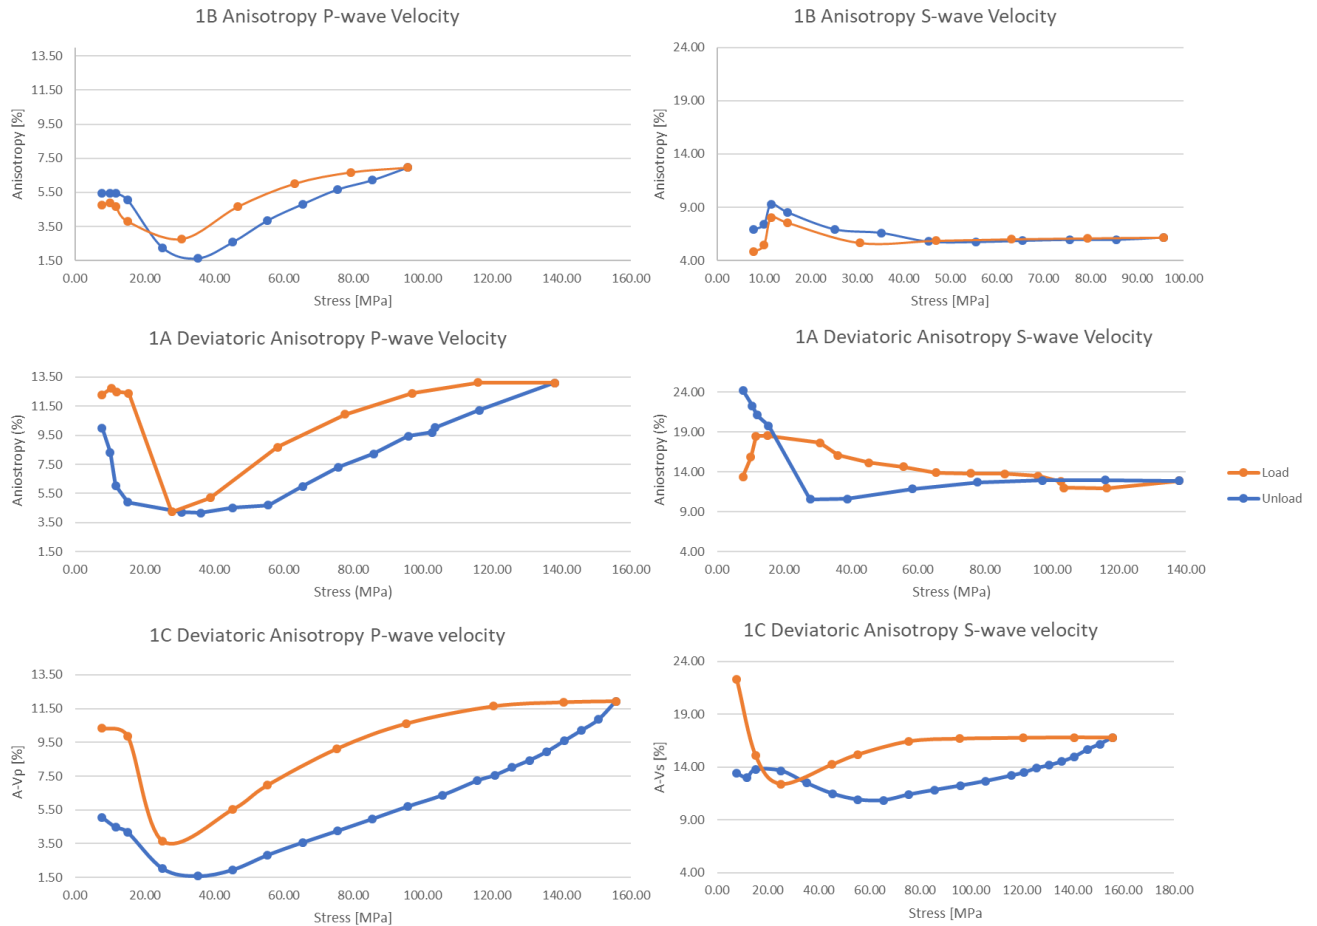 1B Anisotropy P-wave Velocity
13.50
11.50
9.50
7.50
5.50
3.50
1.50
Anisotropy [%]
0.00 20.00 40.00 60.00 80.00 100.00 120.00 140.00 160.00
Stress [MPa]
1B Anisotropy S-wave Velocity
24.00
19.00
14.00
9.00
4.00
Anisotropy [%]
0.00 10.00 20.00 30.00 40.00 50.00 60.00 70.00 80.00 90.00 100.00
Stress [MPa]
1A Deviatoric Anisotropy P-wave Velocity
13.50
11.50
9.50
7.50
5.50
3.50
1.50
Aniostropy (%)
0.00 20.00 40.00 60.00 80.00 100.00 120.00 140.00 160.00
Stress (MPa)
1A Deviatoric Anisotropy S-wave Velocity
24.00
19.00
14.00
9.00
4.00
Aniosotropy (%)
0.00 20.00 40.00 60.00 80.00 100.00 120.00 140.00
Stress (MPa)
Load
Unload
1C Deviatoric Anisotropy P-wave velocity
13.50
11.50
9.50
7.50
5.50
3.50
1.50
A-Vp [%]
0.00 20.00 40.00 60.00 80.00 100.00 120.00 140.00 160.00
Stress [MPa]
1C Deviatoric Anisotropy S-wave velocity
24.00
19.00
14.00
9.00
4.00
A-Vs [%]
0.00 20.00 40.00 60.00 80.00 100.00 120.00 140.00 160.00 180.00
Stress [MPa